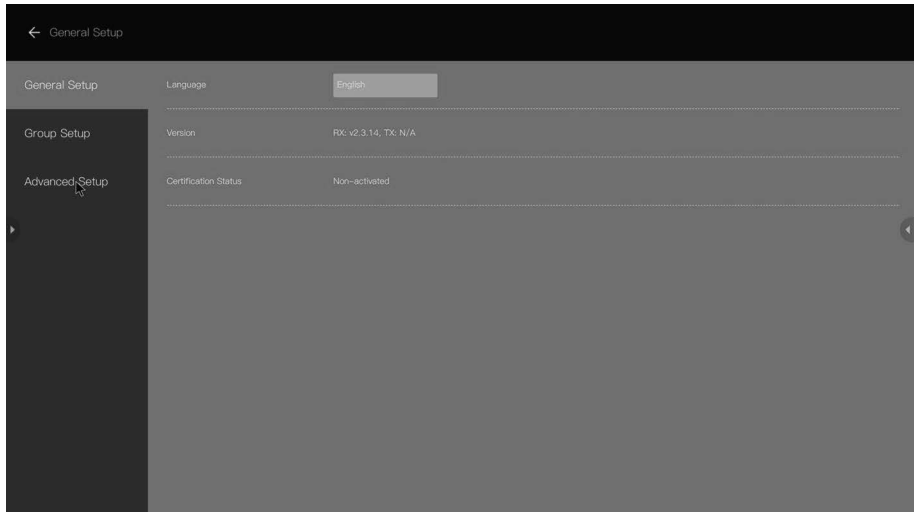 General Setup
General Setup
Language
English
Group Setup
Version
RX: v2.3.14, TX: N/A
Advanced Setup
Certification Status
Non-activated